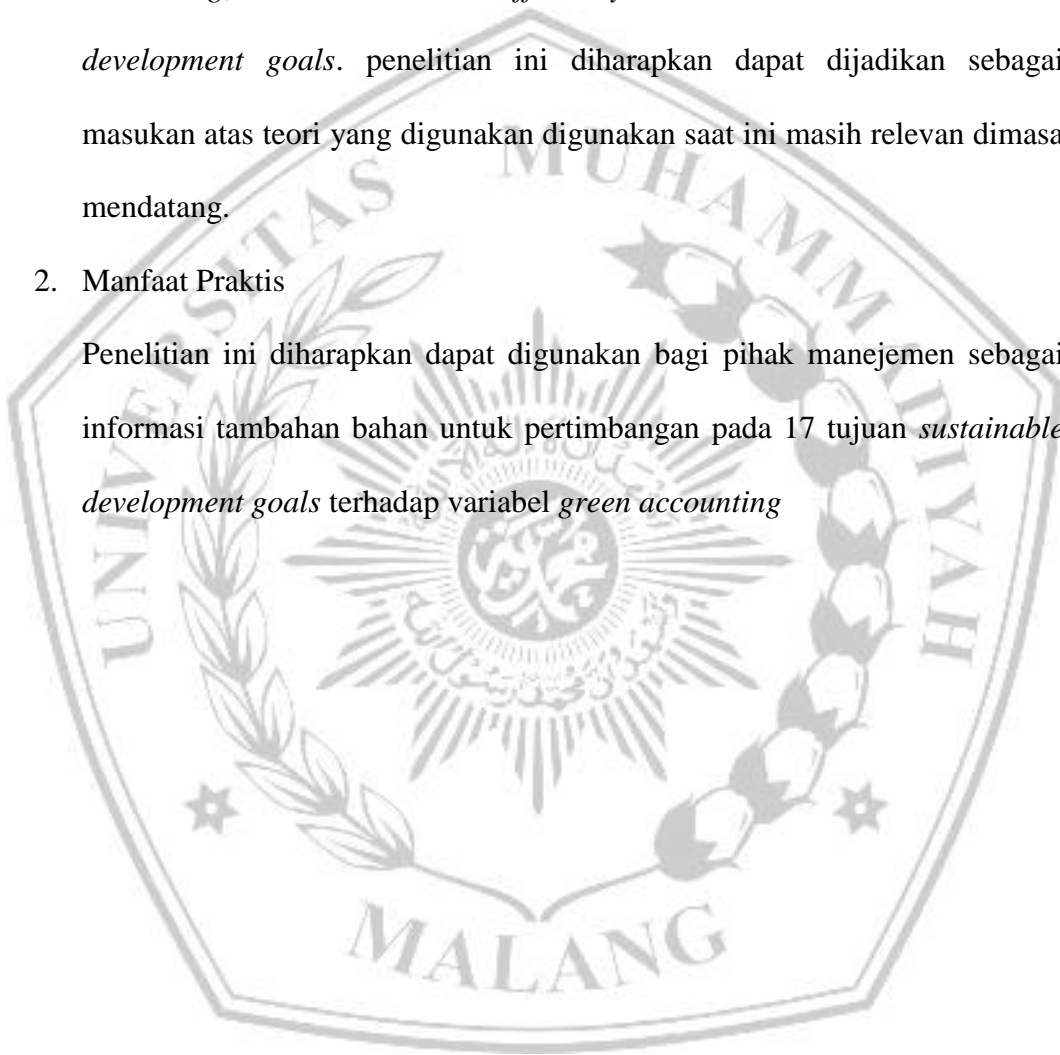 development goals. penelitian ini diharapkan dapat dijadikan sebagai
masukan atas teori yang digunakan digunakan saat ini masih relevan dimasa
mendatang.
2. Manfaat Praktis
Penelitian ini diharapkan dapat digunakan bagi pihak manejemen sebagai
informasi tambahan bahan untuk pertimbangan pada 17 tujuan sustainable
development goals terhadap variabel green accounting
UNIVERSITAS MUHAMMADIYAH
MALANG